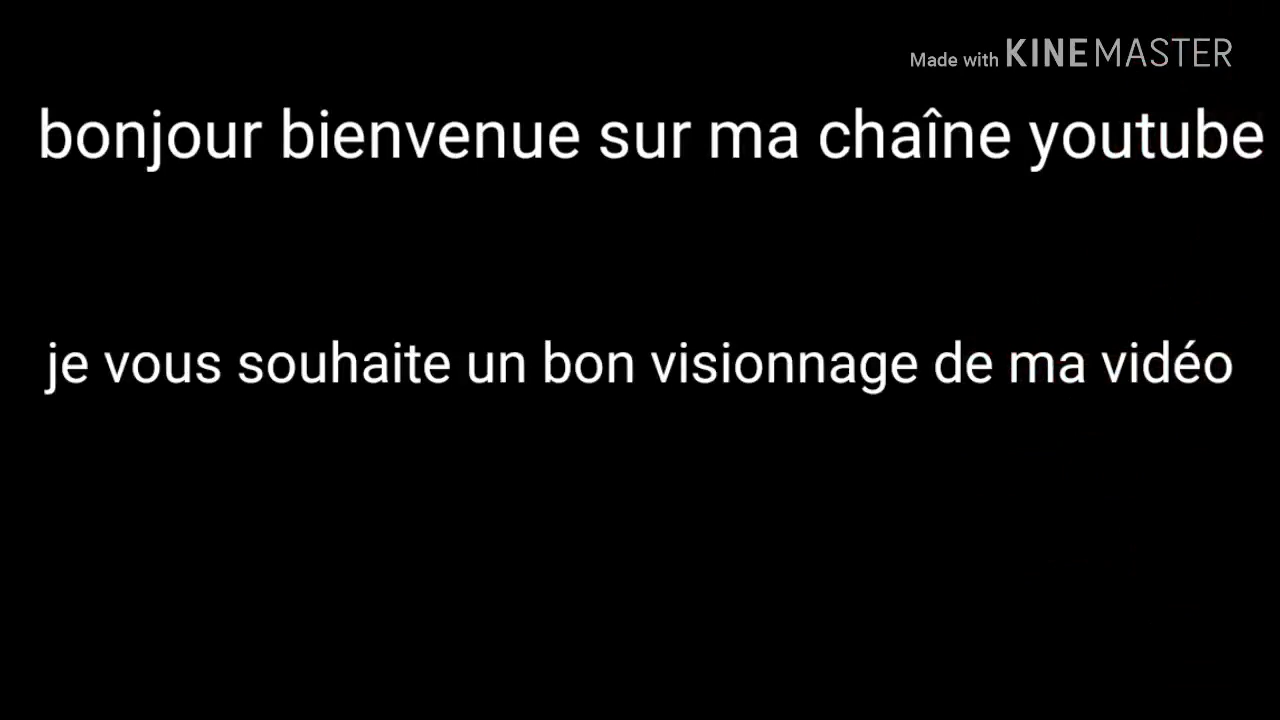 Made with KINEMASTER
bonjour bienvenue sur ma chaîne youtube
je vous souhaite un bon visionnage de ma vidéo